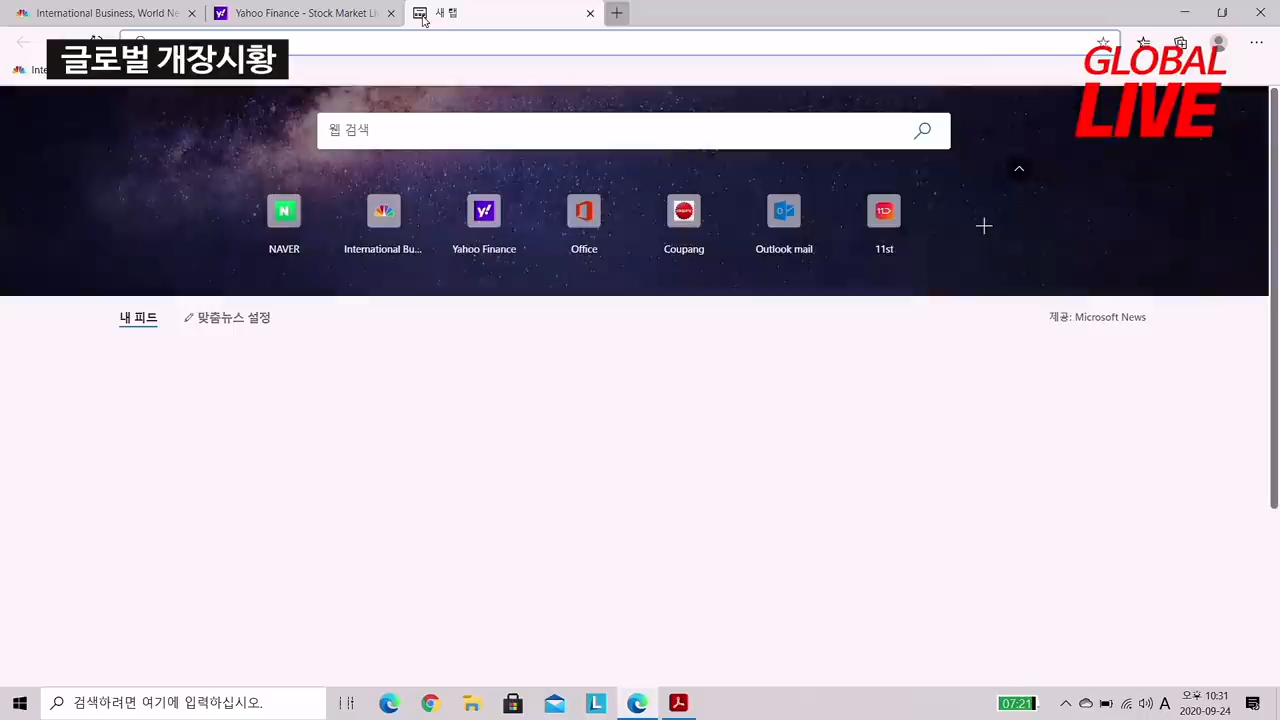 International Business, World Ne
Yahoo Finance - Stock Market Li
새 탭
글로벌 개장시황
GLOBAL
LIVE
Inte
웹 검색
NAVER
International Bu...
Yahoo Finance
Office
Coupang
Outlook mail
11st
내 피드
맞춤뉴스 설정
제공: Microsoft News
검색하려면 여기에 입력하십시오.
07:21
A
오후 10:31
2020-09-24